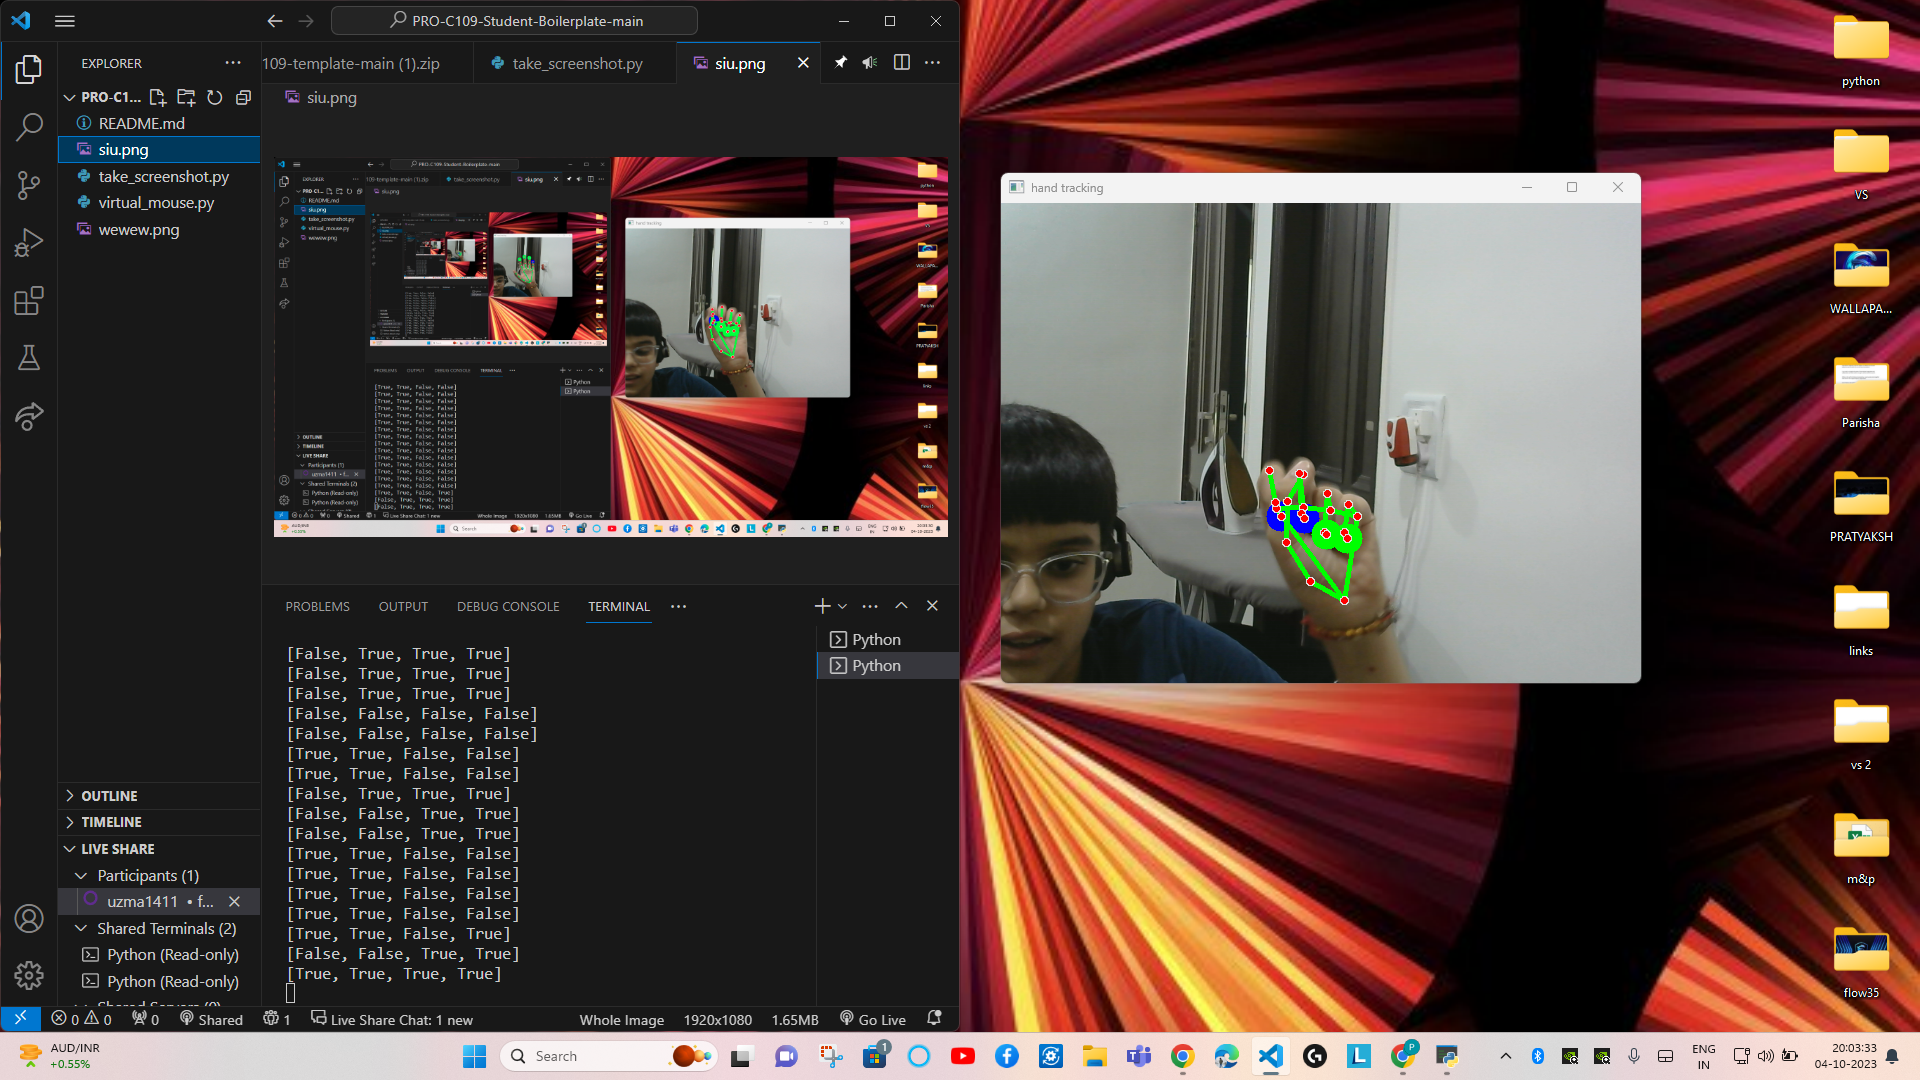 PRO-C109-Student-Boilerplate-main
EXPLORER
PRO-C1...
README.md
siu.png
take_screenshot.py
virtual_mouse.py
wewew.png
OUTLINE
TIMELINE
LIVE SHARE
Participants (1)
uzma1411 • f...
Shared Terminals (2)
Python (Read-only)
Python (Read-only)
109-template-main (1).zip
take_screenshot.py
siu.png
siu.png
PROBLEMS
OUTPUT
DEBUG CONSOLE
TERMINAL
Python
Python
[False, True, True, True]
[False, True, True, True]
[False, True, True, True]
[False, False, False, False]
[False, False, False, False]
[True, True, False, False]
[True, True, False, False]
[False, True, True, True]
[False, False, True, True]
[False, False, True, True]
[True, True, False, False]
[True, True, False, False]
[True, True, False, False]
[True, True, False, False]
[True, True, False, True]
[False, False, True, True]
[True, True, True, True]
0 0 0 Shared 1 Live Share Chat: 1 new Whole Image 1920x1080 1.65MB Go Live
hand tracking
python
VS
WALLAPA...
Parisha
PRATYAKSH
links
vs 2
m&p
flow35
AUD/INR
+0.55%
Search
1
P
ENG
IN
20:03:33
04-10-2023